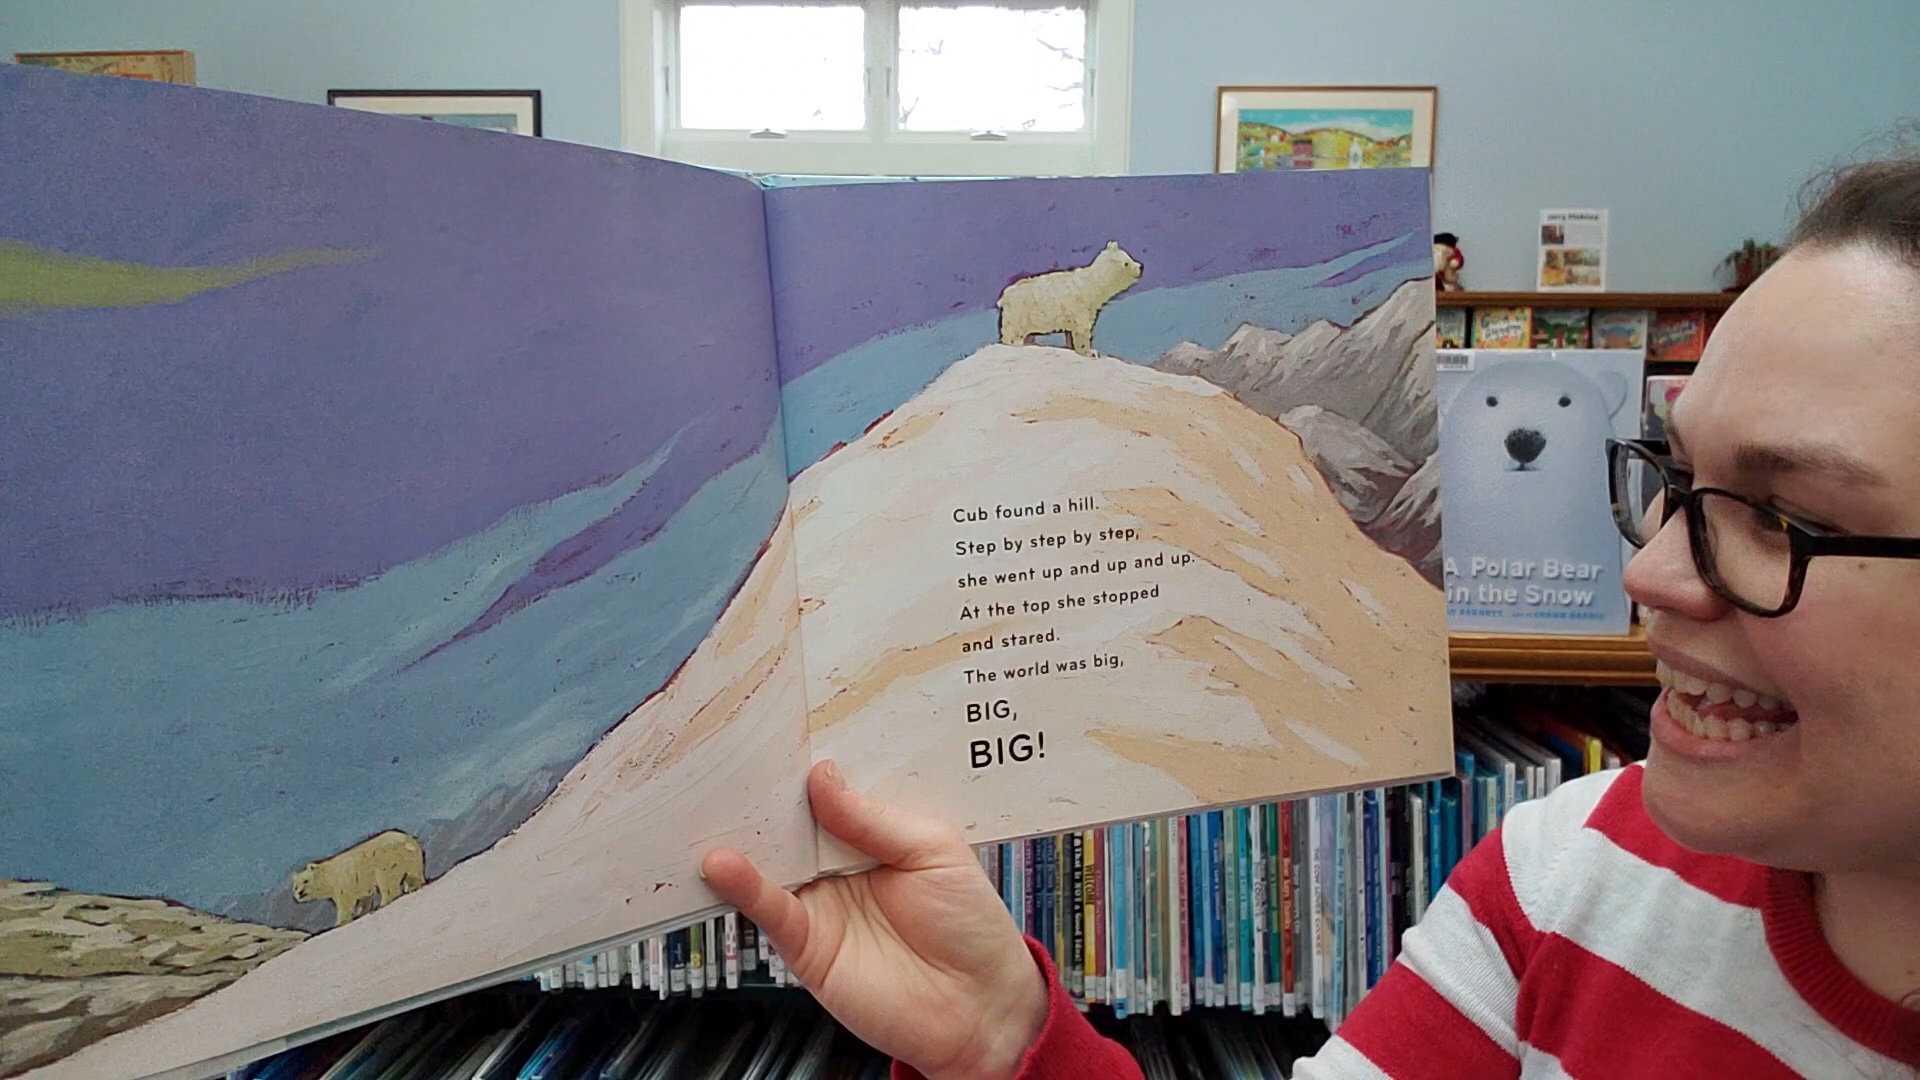 Cub found a hill.
Step by step by step,
she went up and up and up.
At the top she stopped
and stared.
The world was big,
BIG,
BIG!
A Polar Bear
in the Snow